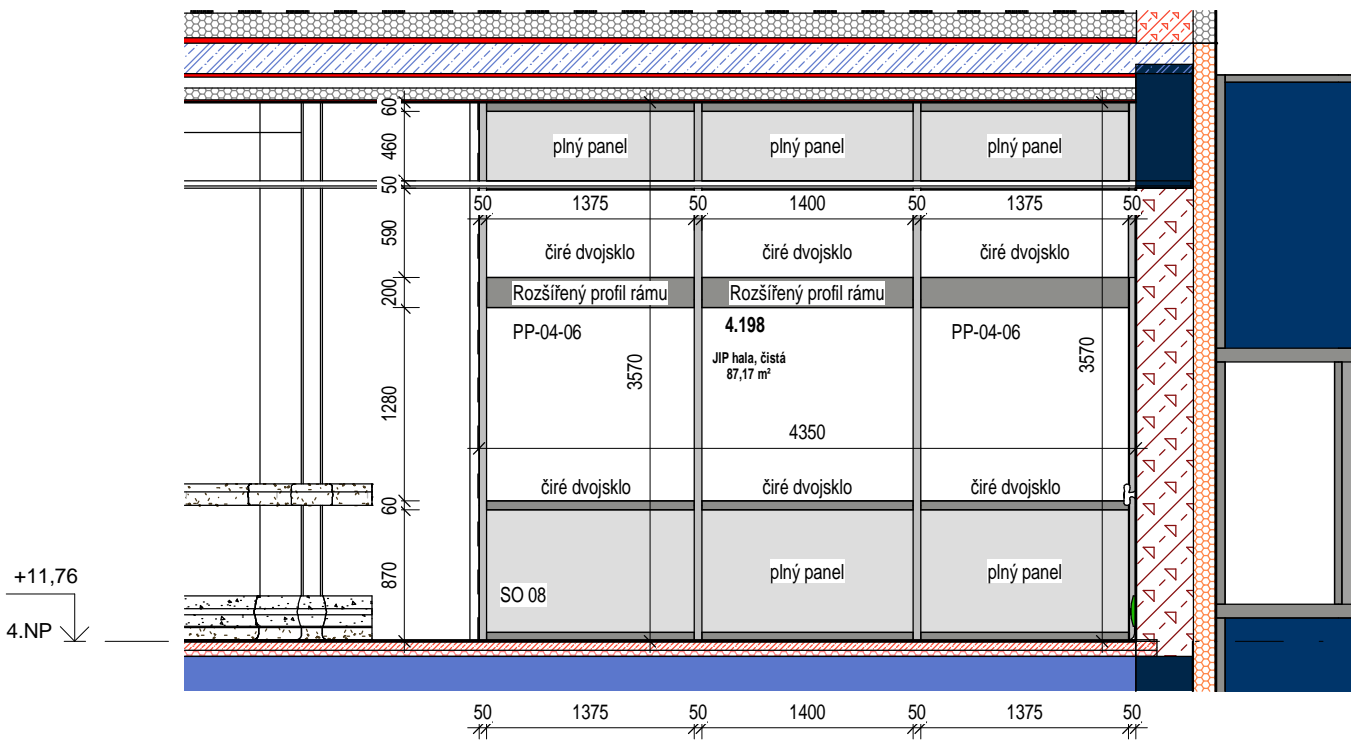 60
460
plný panel
plný panel
plný panel
50
50 1375 50 1400 50 1375 50
590
čiré dvojsklo
čiré dvojsklo
čiré dvojsklo
200
Rozšířený profil rámu
Rozšířený profil rámu
PP-04-06
4.198
PP-04-06
JIP hala, čistá
87,17 m²
3570
3570
1280
4350
čiré dvojsklo
čiré dvojsklo
čiré dvojsklo
60
870
plný panel
plný panel
SO 08
+11,76
4.NP
50 1375 50 1400 50 1375 50